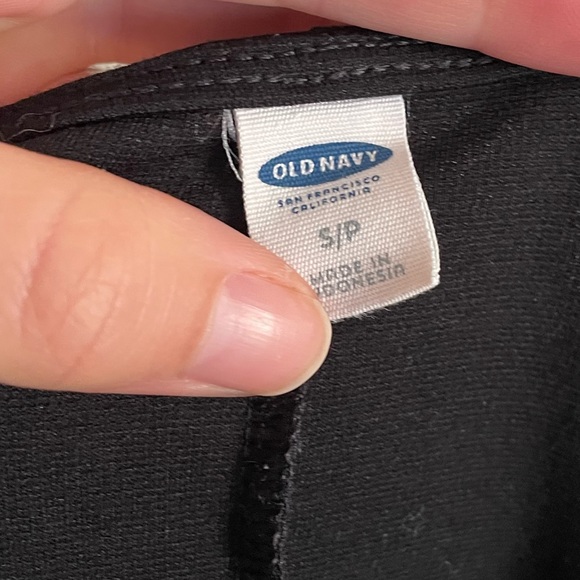 OLD NAVY
SAN FRANCISCO
CALIFORNIA
S/P
MADE IN
INDONESIA